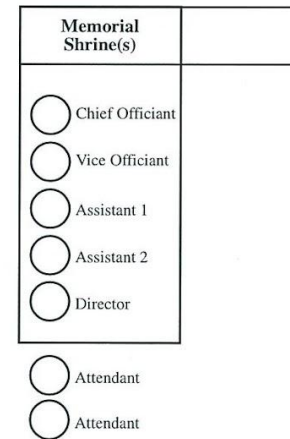 Memorial
Shrine(s)
Chief Officiant
Vice Officiant
Assistant 1
Assistant 2
Director
Attendant
Attendant